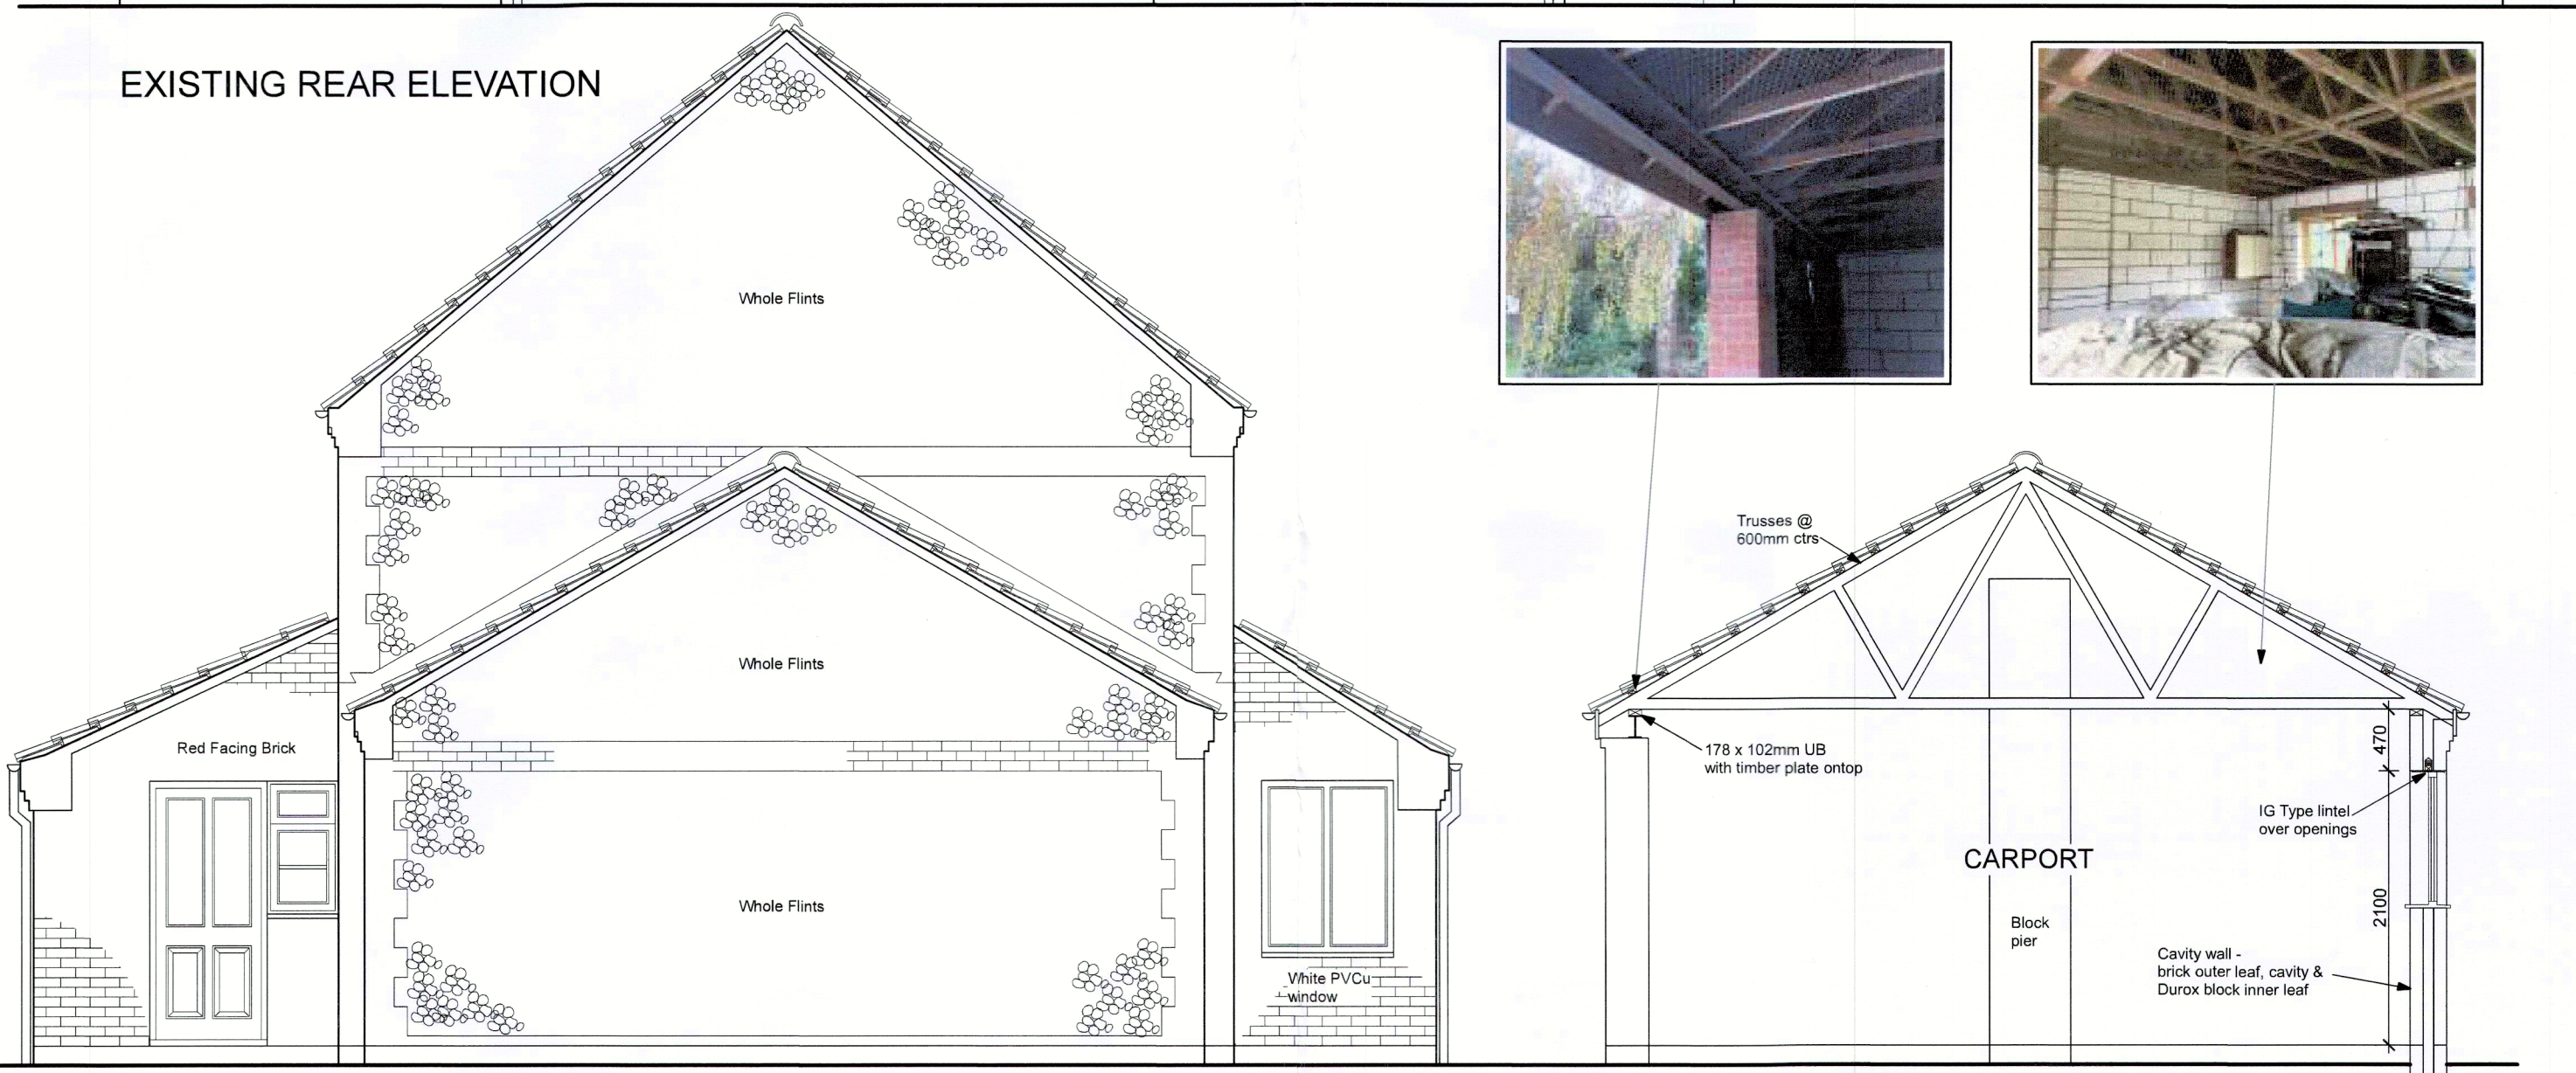 EXISTING REAR ELEVATION
Whole Flints
Whole Flints
Red Facing Brick
Whole Flints
White PVCu
window
Trusses @
600mm ctrs
178 x 102mm UB
with timber plate ontop
470
IG Type lintel
over openings
CARPORT
2100
Block
pier
Cavity wall -
brick outer leaf, cavity &
Durox block inner leaf